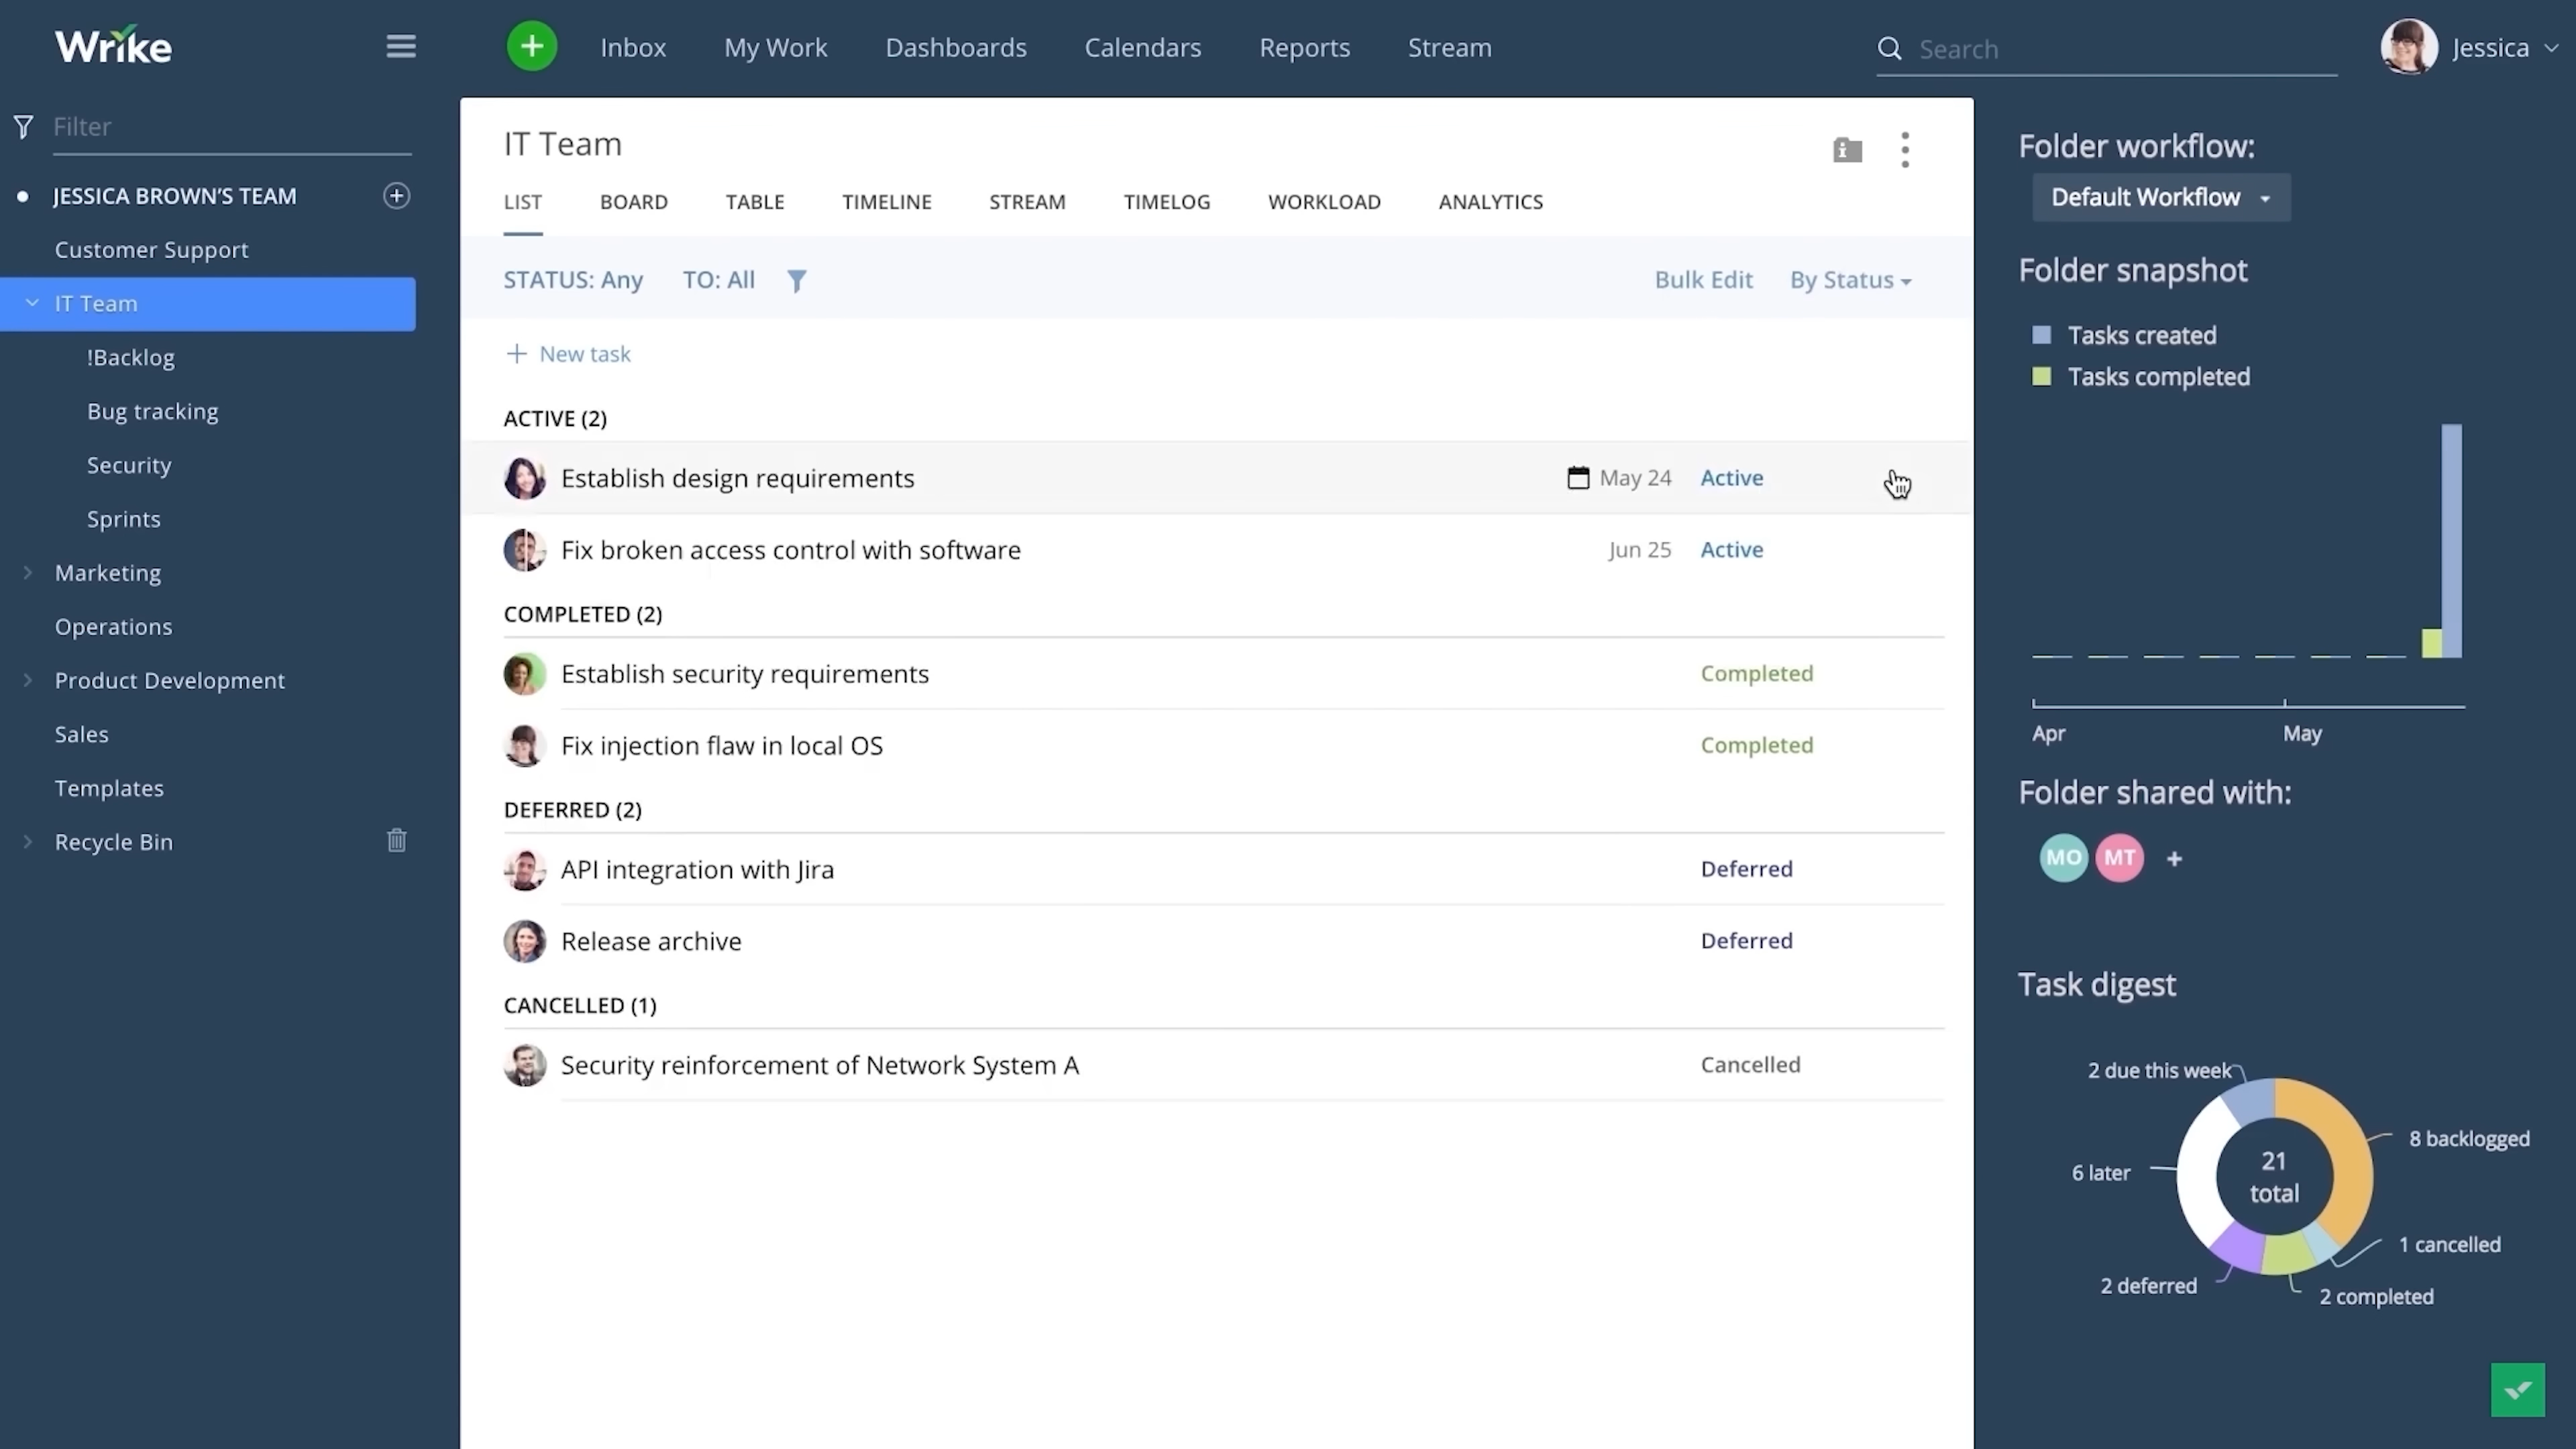 Wrike
Inbox
My Work
Dashboards
Calendars
Reports
Stream
Search
Jessica
Filter
JESSICA BROWN'S TEAM
Customer Support
IT Team
!Backlog
Bug tracking
Security
Sprints
Marketing
Operations
Product Development
Sales
Templates
Recycle Bin
IT Team
LIST
BOARD
TABLE
TIMELINE
STREAM
TIMELOG
WORKLOAD
ANALYTICS
STATUS: Any
TO: All
Bulk Edit
By Status
New task
ACTIVE (2)
Establish design requirements
May 24
Active
Fix broken access control with software
Jun 25
Active
COMPLETED (2)
Establish security requirements
Completed
Fix injection flaw in local OS
Completed
DEFERRED (2)
API integration with Jira
Deferred
Release archive
Deferred
CANCELLED (1)
Security reinforcement of Network System A
Cancelled
Folder workflow:
Default Workflow
Folder snapshot
Tasks created
Tasks completed
Apr
May
Folder shared with:
MO
MT
Task digest
2 due this week
8 backlogged
21
total
6 later
1 cancelled
2 deferred
2 completed